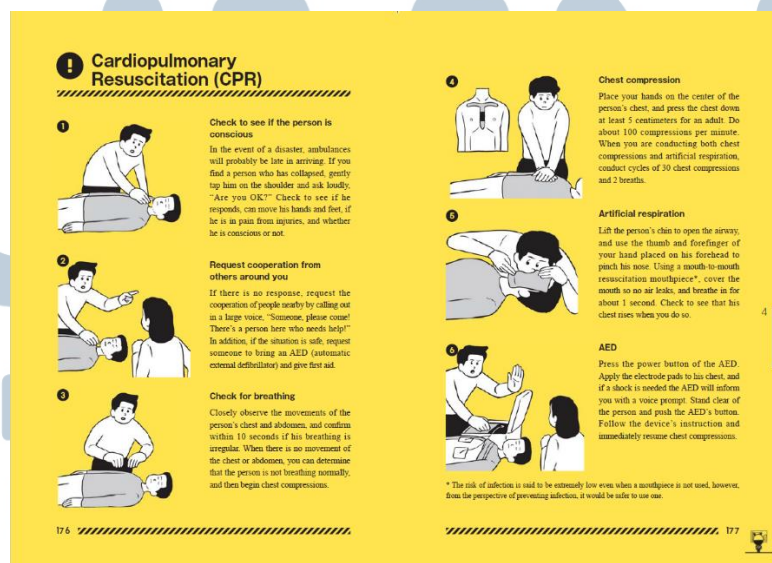 Cardiopulmonary
Resuscitation (CPR)
1
Check to see if the person is
conscious
In the event of a disaster, ambulances
will probably be late in arriving. If you
find a person who has collapsed, gently
tap him on the shoulder and ask loudly,
"Are you OK?" Check to see if he
responds, can move his hands and feet, if
he is in pain from injuries, and whether
he is conscious or not.
2
Request cooperation from
others around you
If there is no response, request the
cooperation of people nearby by calling out
in a large voice, "Someone, please come!
There's a person here who needs help!"
In addition, if the situation is safe, request
someone to bring an AED (automatic
external defibrillator) and give first aid.
3
Check for breathing
Closely observe the movements of the
person's chest and abdomen, and confirm
within 10 seconds if his breathing is
irregular. When there is no movement of
the chest or abdomen, you can determine
that the person is not breathing normally,
and then begin chest compressions.
176
4
Chest compression
Place your hands on the center of the
person's chest, and press the chest down
at least 5 centimeters for an adult. Do
about 100 compressions per minute.
When you are conducting both chest
compressions and artificial respiration,
conduct cycles of 30 chest compressions
and 2 breaths.
5
Artificial respiration
Lift the person's chin to open the airway,
and use the thumb and forefinger of
your hand placed on his forehead to
pinch his nose. Using a mouth-to-mouth
resuscitation mouthpiece*, cover the
mouth so no air leaks, and breathe in for
about 1 second. Check to see that his
chest rises when you do so.
6
AED
Press the power button of the AED.
Apply the electrode pads to his chest, and
if a shock is needed the AED will inform
you with a voice prompt. Stand clear of
the person and push the AED's button.
Follow the device's instruction and
immediately resume chest compressions.
* The risk of infection is said to be extremely low even when a mouthpiece is not used, however,
from the perspective of preventing infection, it would be safer to use one.
177
4